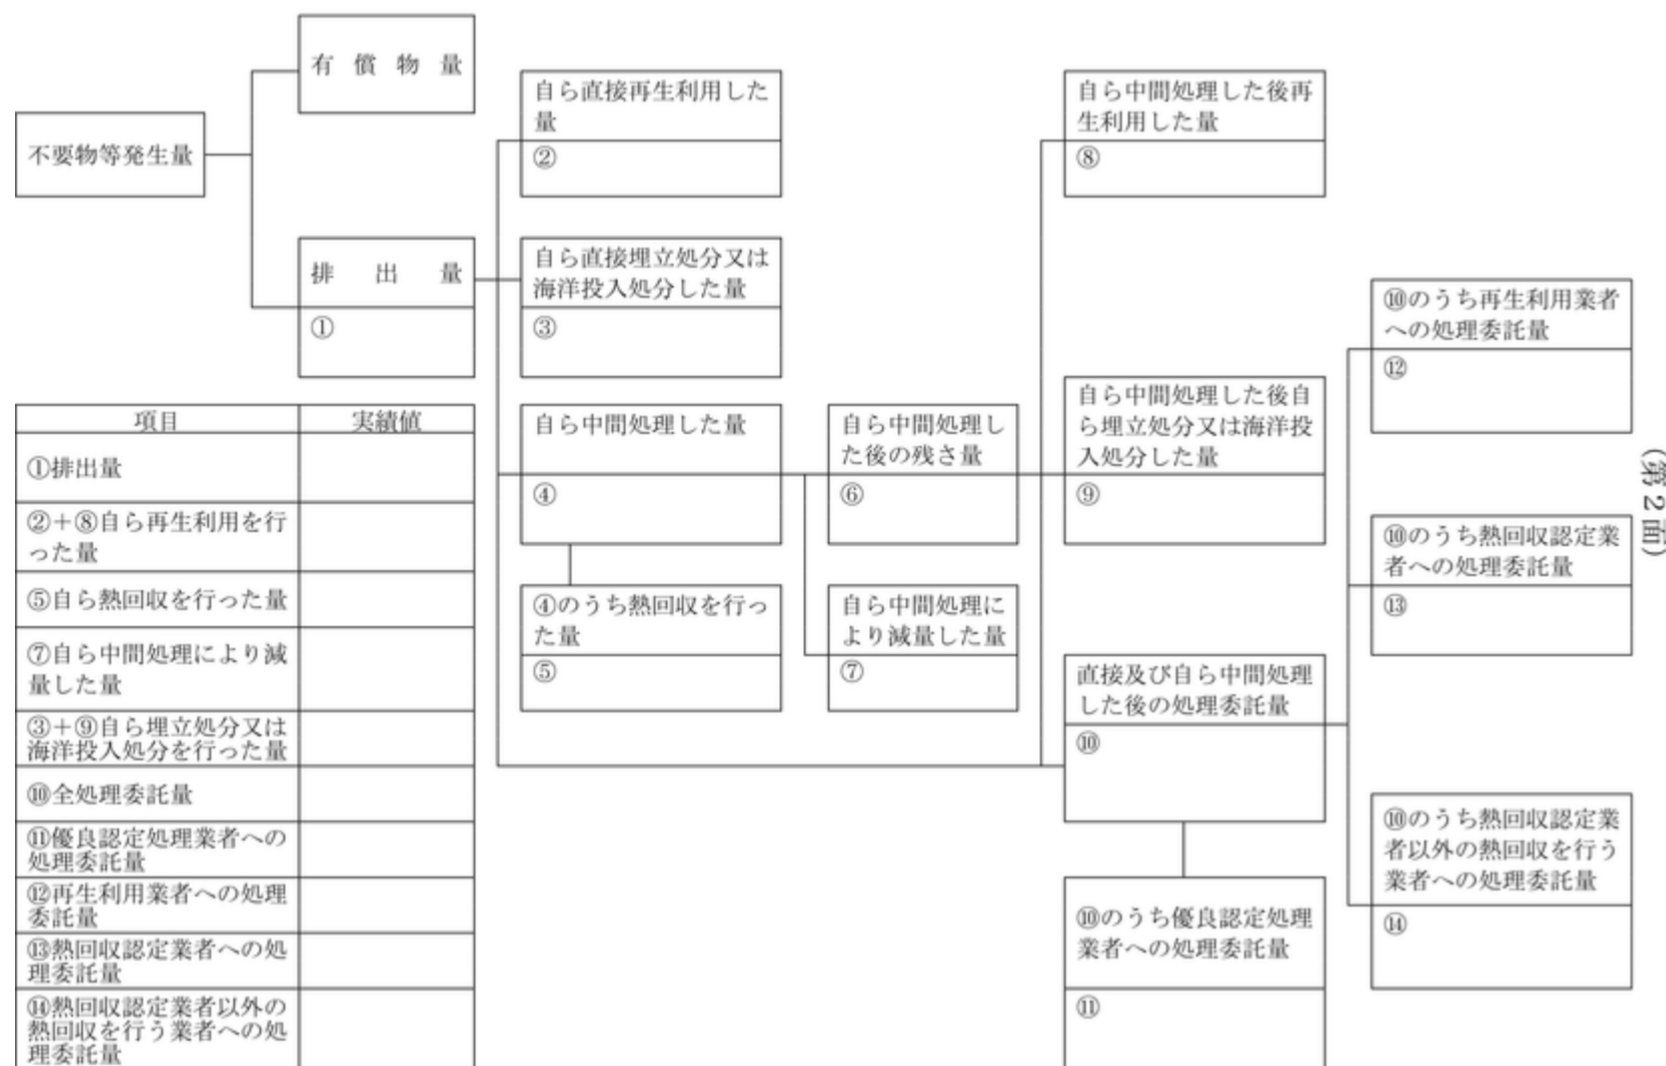 有償物量
不要物等発生量
排出量
①
自ら直接再生利用した
量
②
自ら直接埋立処分又は
海洋投入処分した量
③
自ら中間処理した量
④
④のうち熱回収を行っ
た量
⑤
自ら中間処理し
た後の残さ量
⑥
自ら中間処理に
より減量した量
⑦
自ら中間処理した後再
生利用した量
⑧
自ら中間処理した後自
ら埋立処分又は海洋投
入処分した量
⑨
直接及び自ら中間処理
した後の処理委託量
⑩
⑩のうち優良認定処理
業者への処理委託量
⑪
⑩のうち再生利用業者
への処理委託量
⑫
⑩のうち熱回収認定業
者への処理委託量
⑬
⑩のうち熱回収認定業
者以外の熱回収を行う
業者への処理委託量
⑭
(第2面)
項目 実績値
①排出量
②+⑧自ら再生利用を行
った量
⑤自ら熱回収を行った量
⑦自ら中間処理により減
量した量
③+⑨自ら埋立処分又は
海洋投入処分を行った量
⑩全処理委託量
⑪優良認定処理業者への
処理委託量
⑫再生利用業者への処理
委託量
⑬熱回収認定業者への処
理委託量
⑭熱回収認定業者以外の
熱回収を行う業者への処
理委託量